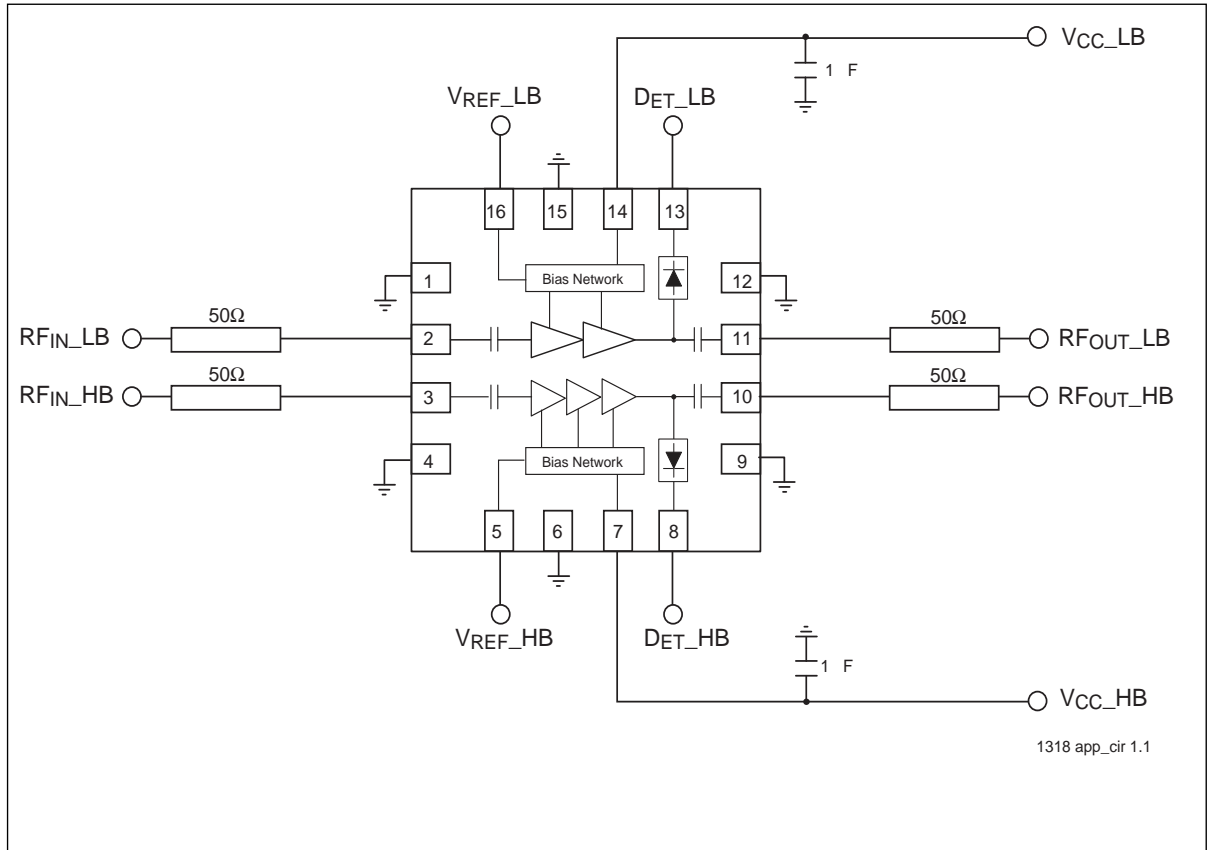 VCC_LB
1 F
VREF_LB
DET_LB
16
15
14
13
Bias Network
1
12
RFIN_LB
50Ω
2
11
50Ω
RFOUT_LB
RFIN_HB
50Ω
3
10
50Ω
RFOUT_HB
4
Bias Network
9
5
6
7
8
VREF_HB
DET_HB
1 F
VCC_HB
1318 app_cir 1.1